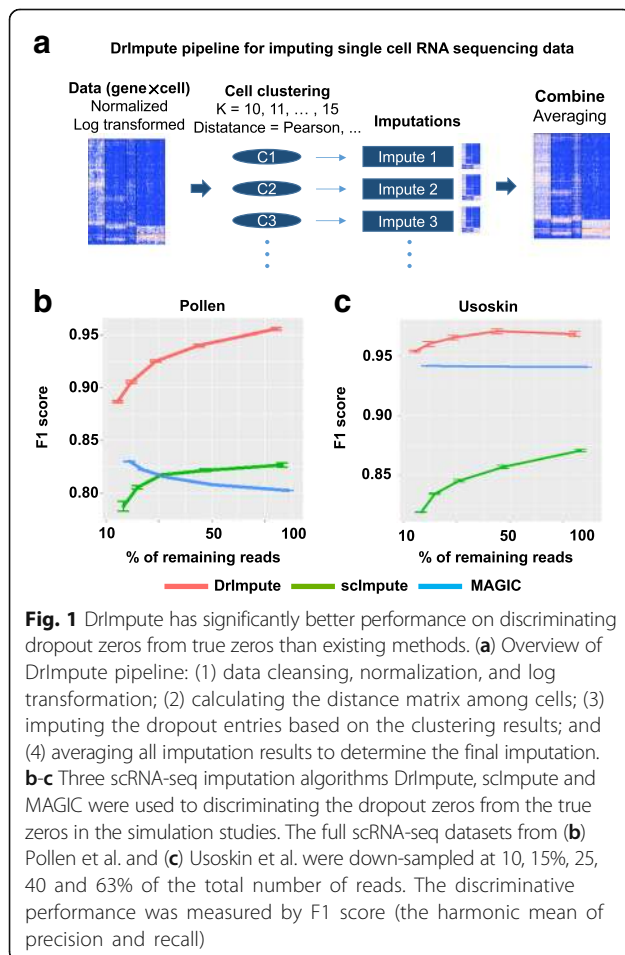 a
DrImpute pipeline for imputing single cell RNA sequencing data
Data (gene×cell)
Normalized
Log transformed
Cell clustering
K = 10, 11, … , 15
Distatance = Pearson, ...
Imputations
Combine
Averaging
C1
Impute 1
C2
Impute 2
C3
Impute 3
b
Pollen
F1 score
0.95
0.90
0.85
0.80
10
50
100
% of remaining reads
c
Usoskin
F1 score
0.95
0.90
0.85
10
50
100
% of remaining reads
DrImpute
scImpute
MAGIC
Fig. 1 DrImpute has significantly better performance on discriminating
dropout zeros from true zeros than existing methods. (a) Overview of
DrImpute pipeline: (1) data cleansing, normalization, and log
transformation; (2) calculating the distance matrix among cells; (3)
imputing the dropout entries based on the clustering results; and
(4) averaging all imputation results to determine the final imputation.
b-c Three scRNA-seq imputation algorithms DrImpute, scImpute and
MAGIC were used to discriminating the dropout zeros from the true
zeros in the simulation studies. The full scRNA-seq datasets from (b)
Pollen et al. and (c) Usoskin et al. were down-sampled at 10, 15%, 25,
40 and 63% of the total number of reads. The discriminative
performance was measured by F1 score (the harmonic mean of
precision and recall)